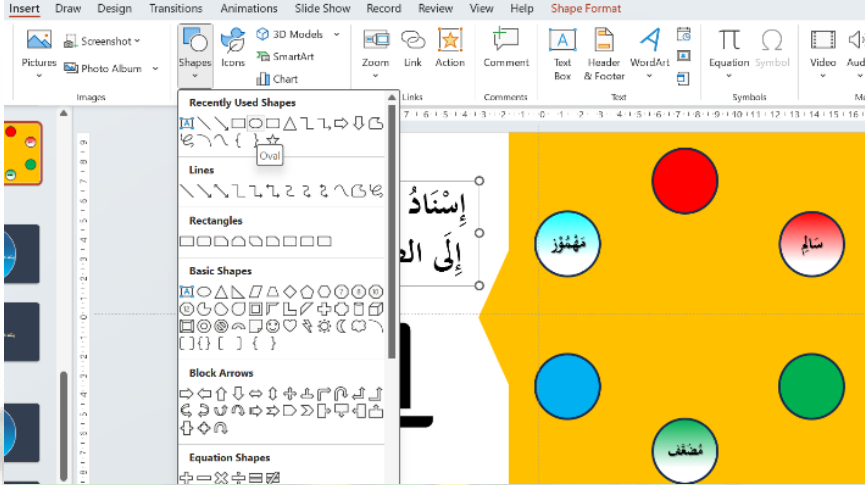 Insert Draw Design Transitions Animations Slide Show Record Review View Help Shape Format
Pictures
Screenshot
Photo Album
Images
Shapes
Icons
3D Models
SmartArt
Chart
Zoom
Link
Action
Links
Comment
Comments
Text Box
Header & Footer
WordArt
Text
Equation
Symbol
Symbols
Video
Recently Used Shapes
Oval
Lines
Rectangles
Basic Shapes
Block Arrows
Equation Shapes
إِسْنَادُ
إِلَى
مَهْمُوْز
سَالِم
مُضَعَّف